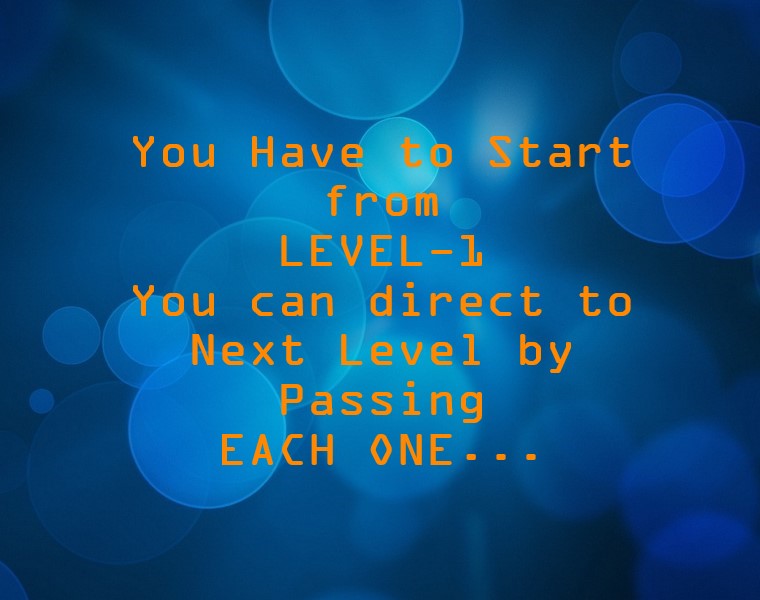 You Have to Start
from
LEVEL-1
You can direct to
Next Level by
Passing
EACH ONE...